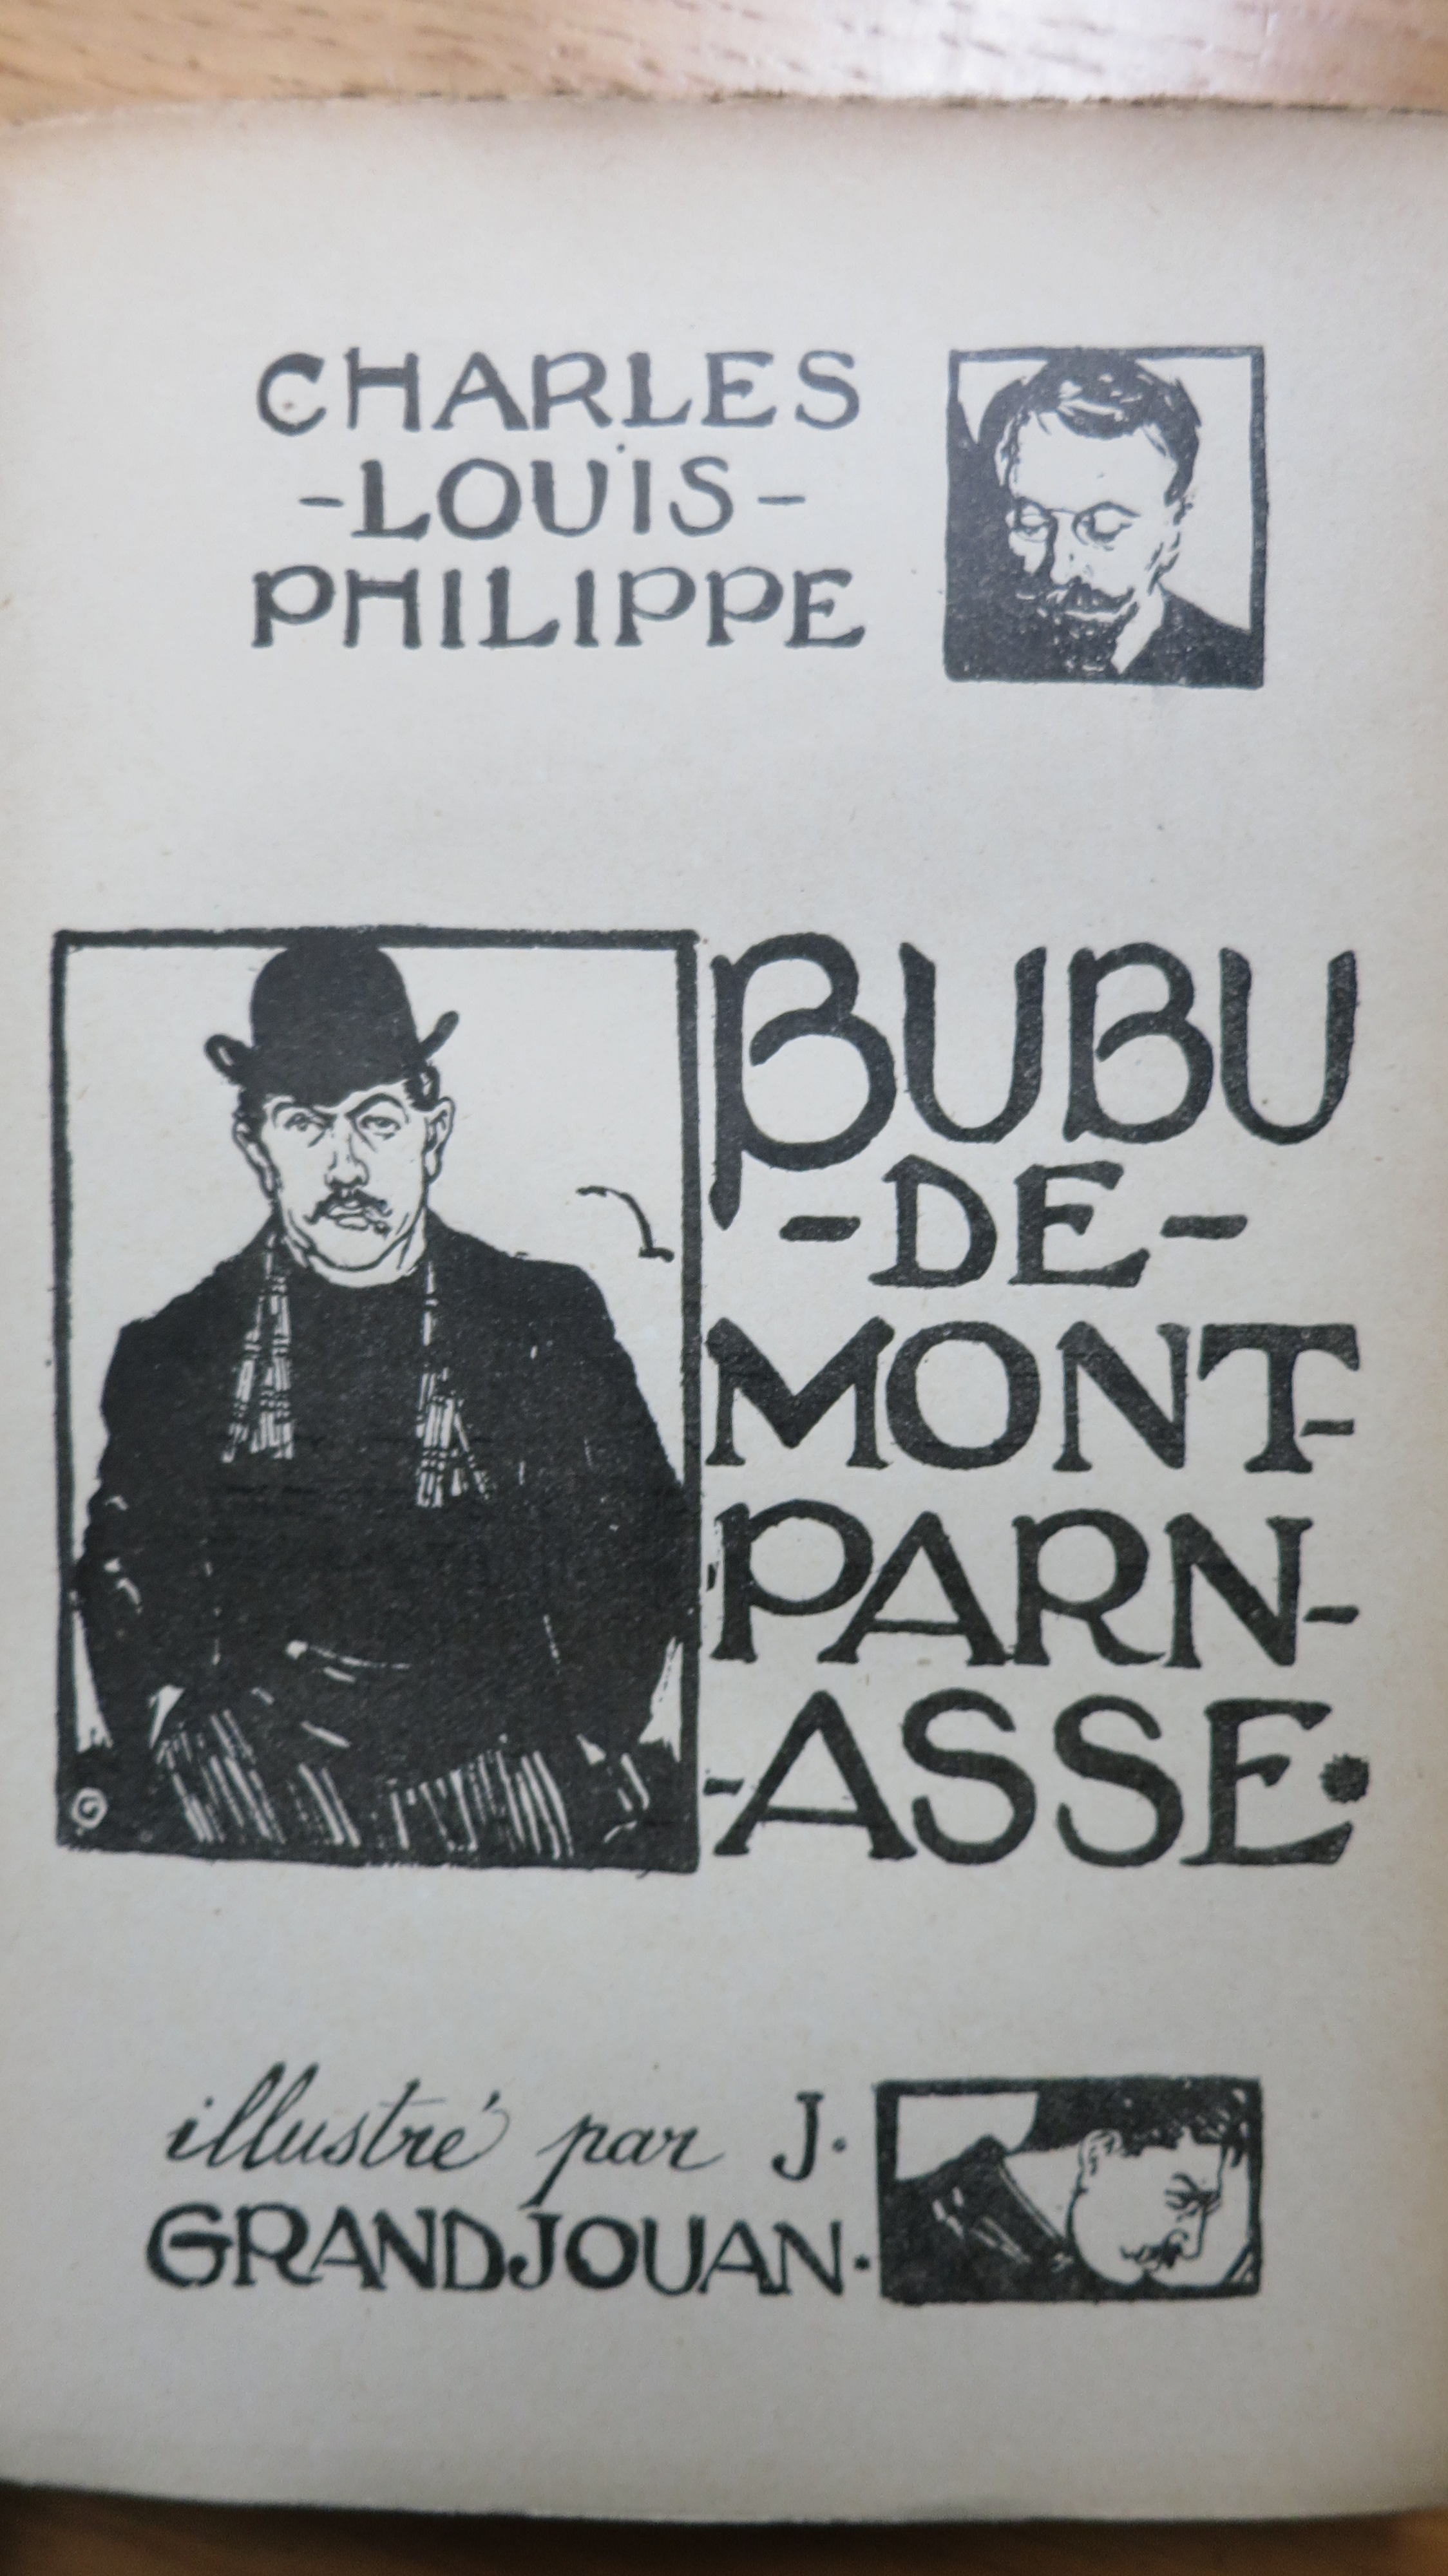 CHARLES
-LOUIS-
PHILIPPE
BUBU
-DE-
MONT-
PARN-
-ASSE.
G
illustré par J.
GRANDJOUAN.